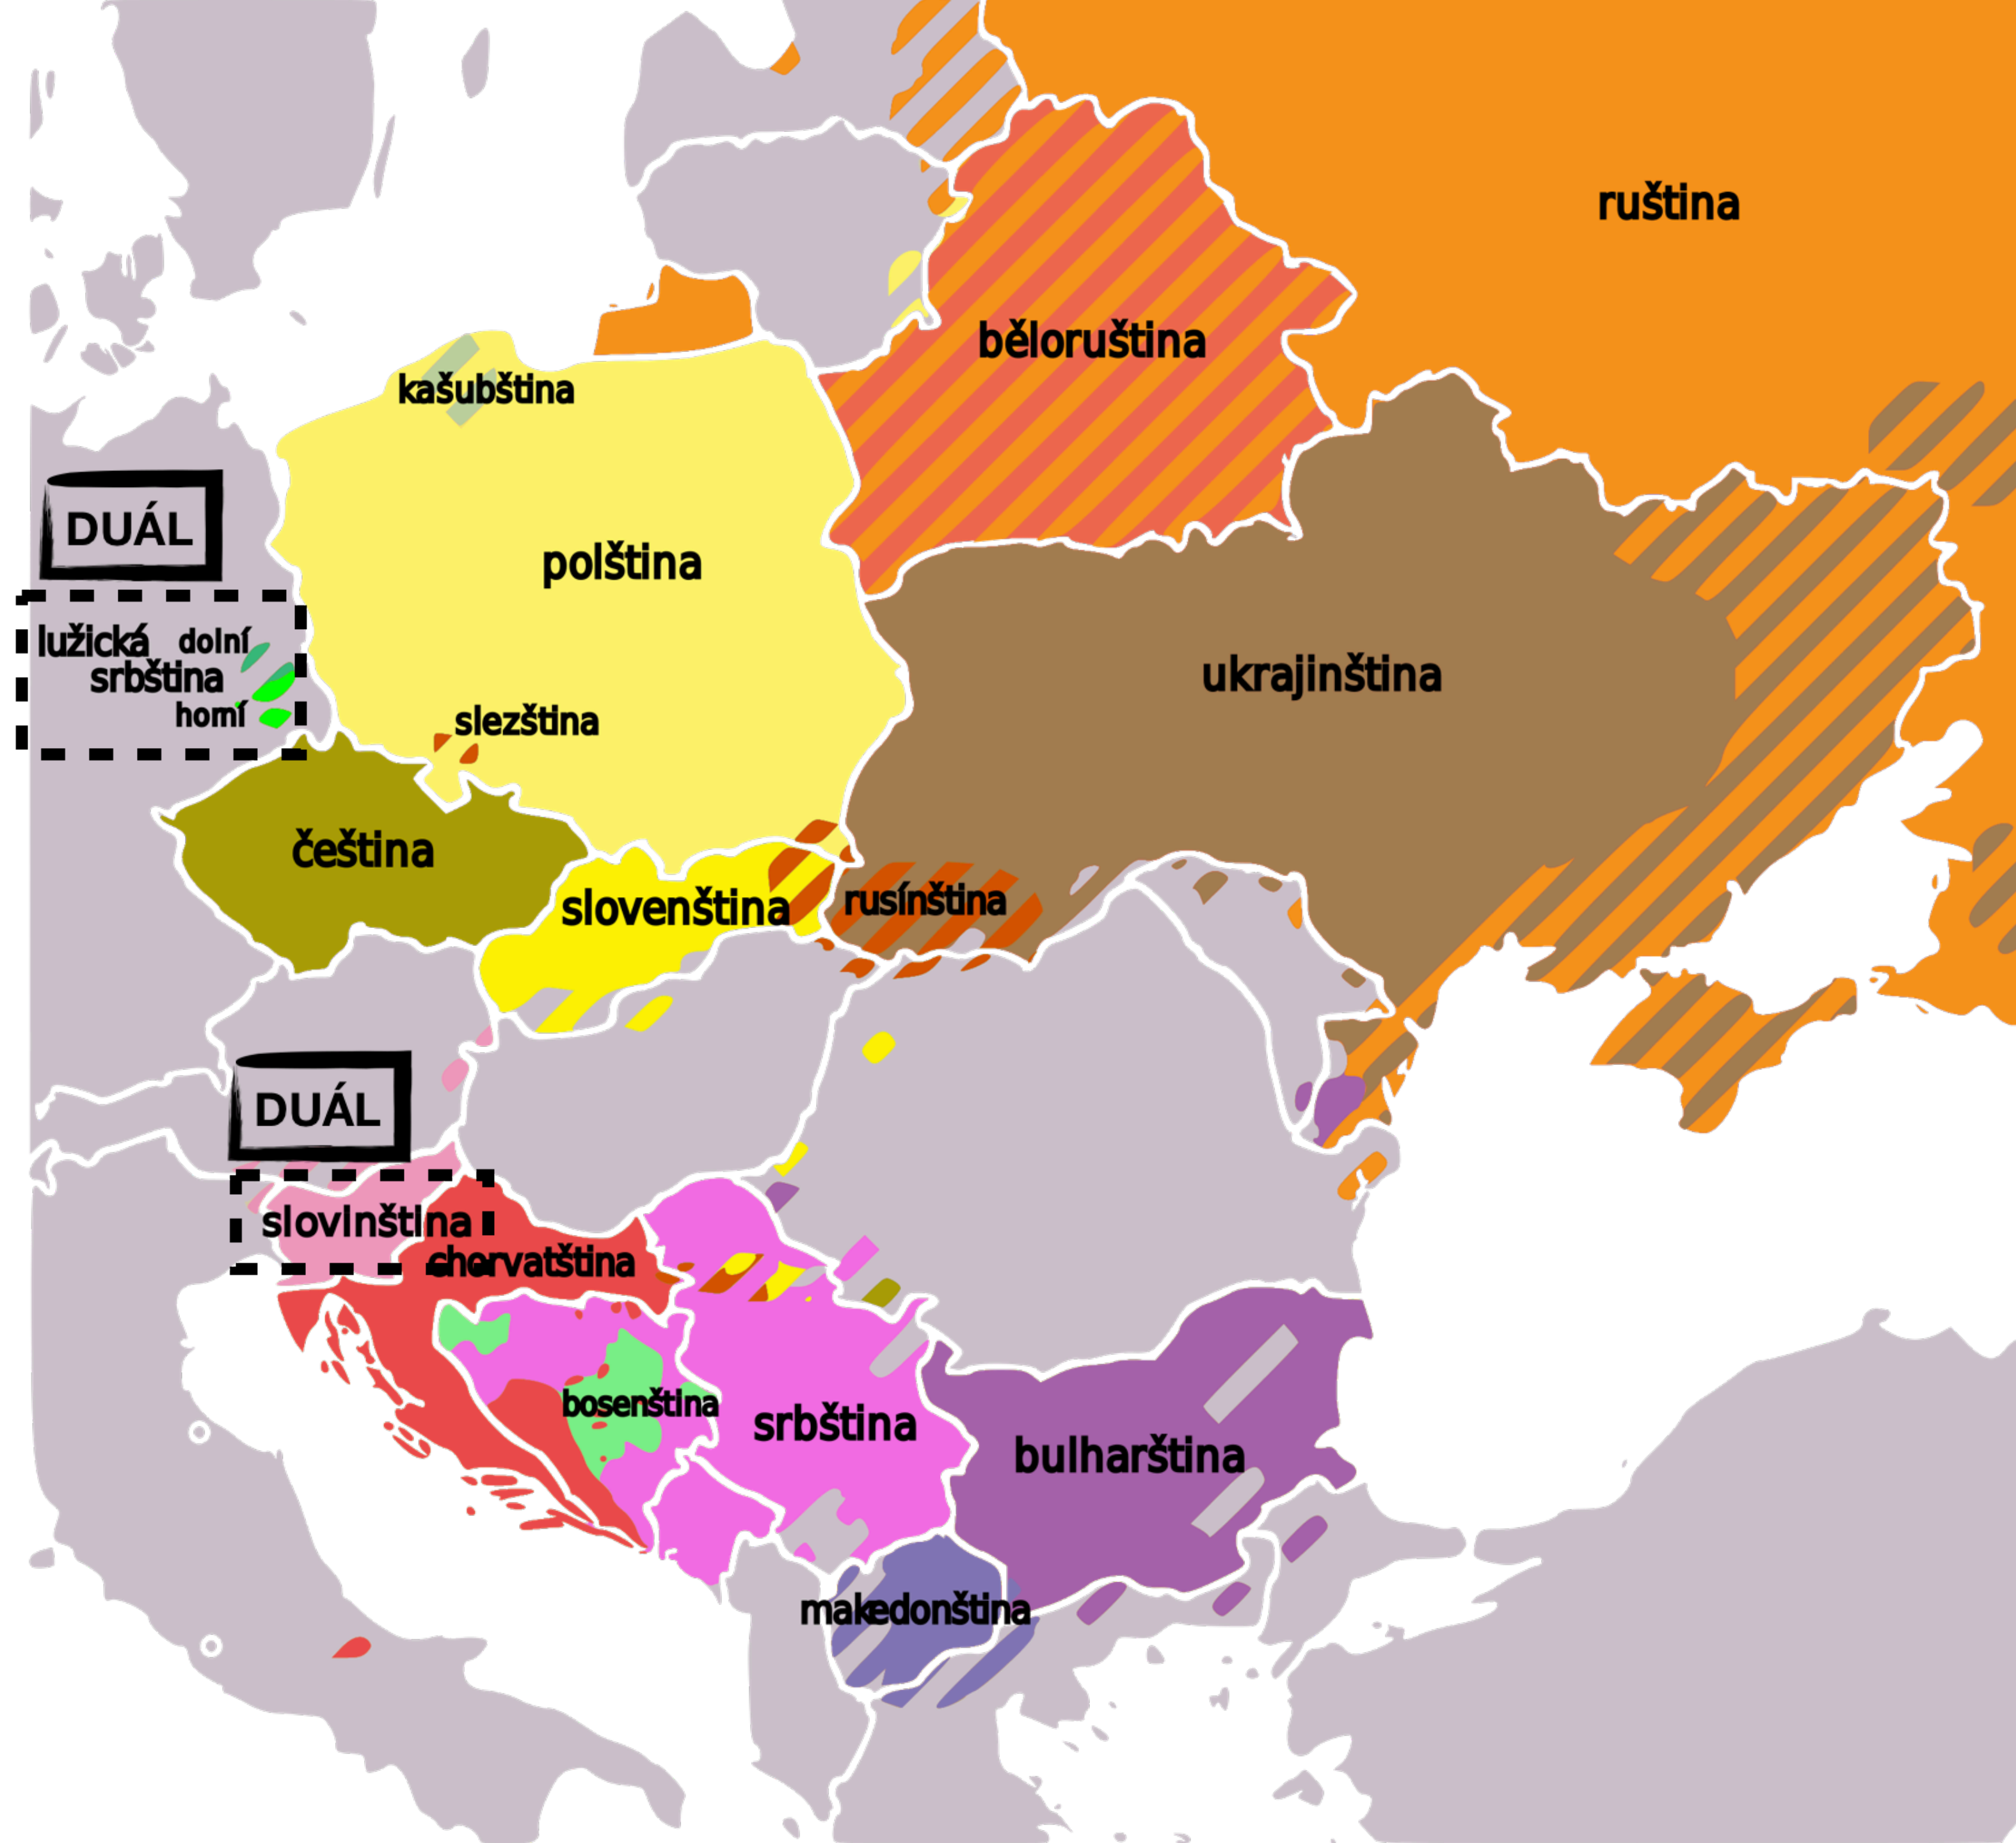 ruština
běloruština
kašubština
DUÁL
polština
lužická dolní
srbština
horní
ukrajinština
slezština
čeština
slovenština
rusínština
DUÁL
slovinština
chorvatština
bosenština
srbština
bulharština
makedonština